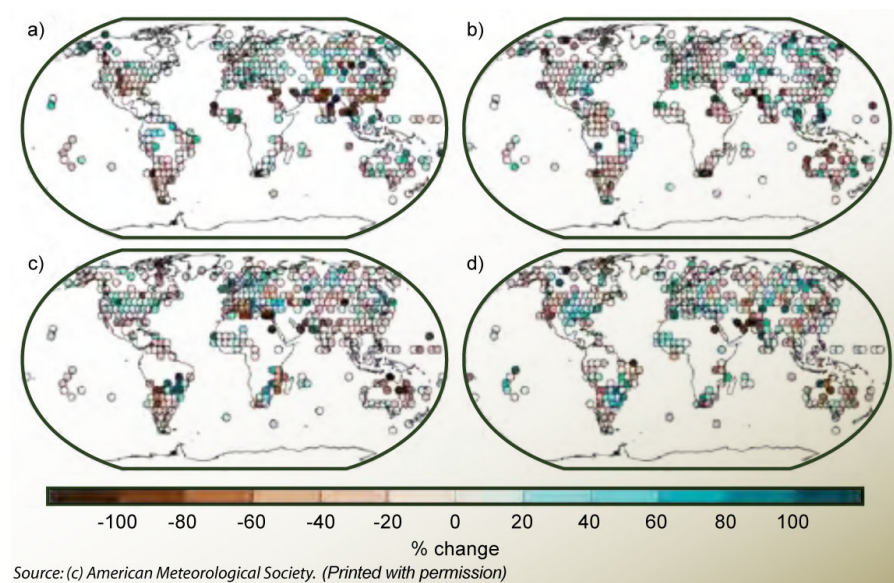 a)
b)
c)
d)
-100 -80 -60 -40 -20 0 20 40 60 80 100
% change
Source: (c) American Meteorological Society. (Printed with permission)